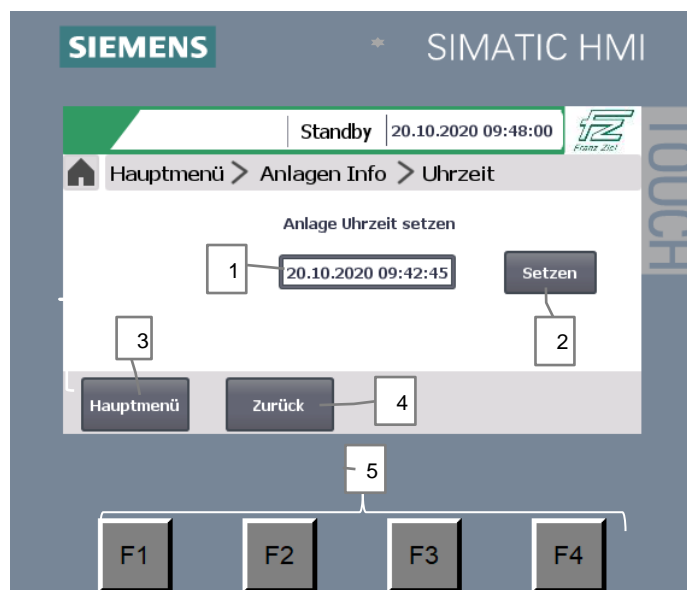 SIEMENS SIMATIC HMI
TOUCH
Standby 20.10.2020 09:48:00
fz
Franz Ziel
Hauptmenü > Anlagen Info > Uhrzeit
Anlage Uhrzeit setzen
1 20.10.2020 09:42:45 Setzen
3 2
Hauptmenü Zurück 4
5
F1 F2 F3 F4